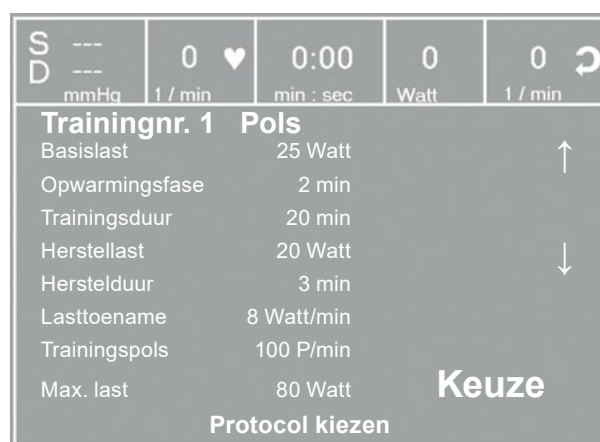 S --- 0 ♥ 0:00 0 0
D ---
mmHg 1 / min min : sec Watt 1 / min
Trainingnr. 1 Pols
Basislast 25 Watt ↑
Opwarmingsfase 2 min
Trainingsduur 20 min
Herstellast 20 Watt ↓
Herstelduur 3 min
Lasttoename 8 Watt/min
Trainingspols 100 P/min
Max. last 80 Watt Keuze
Protocol kiezen